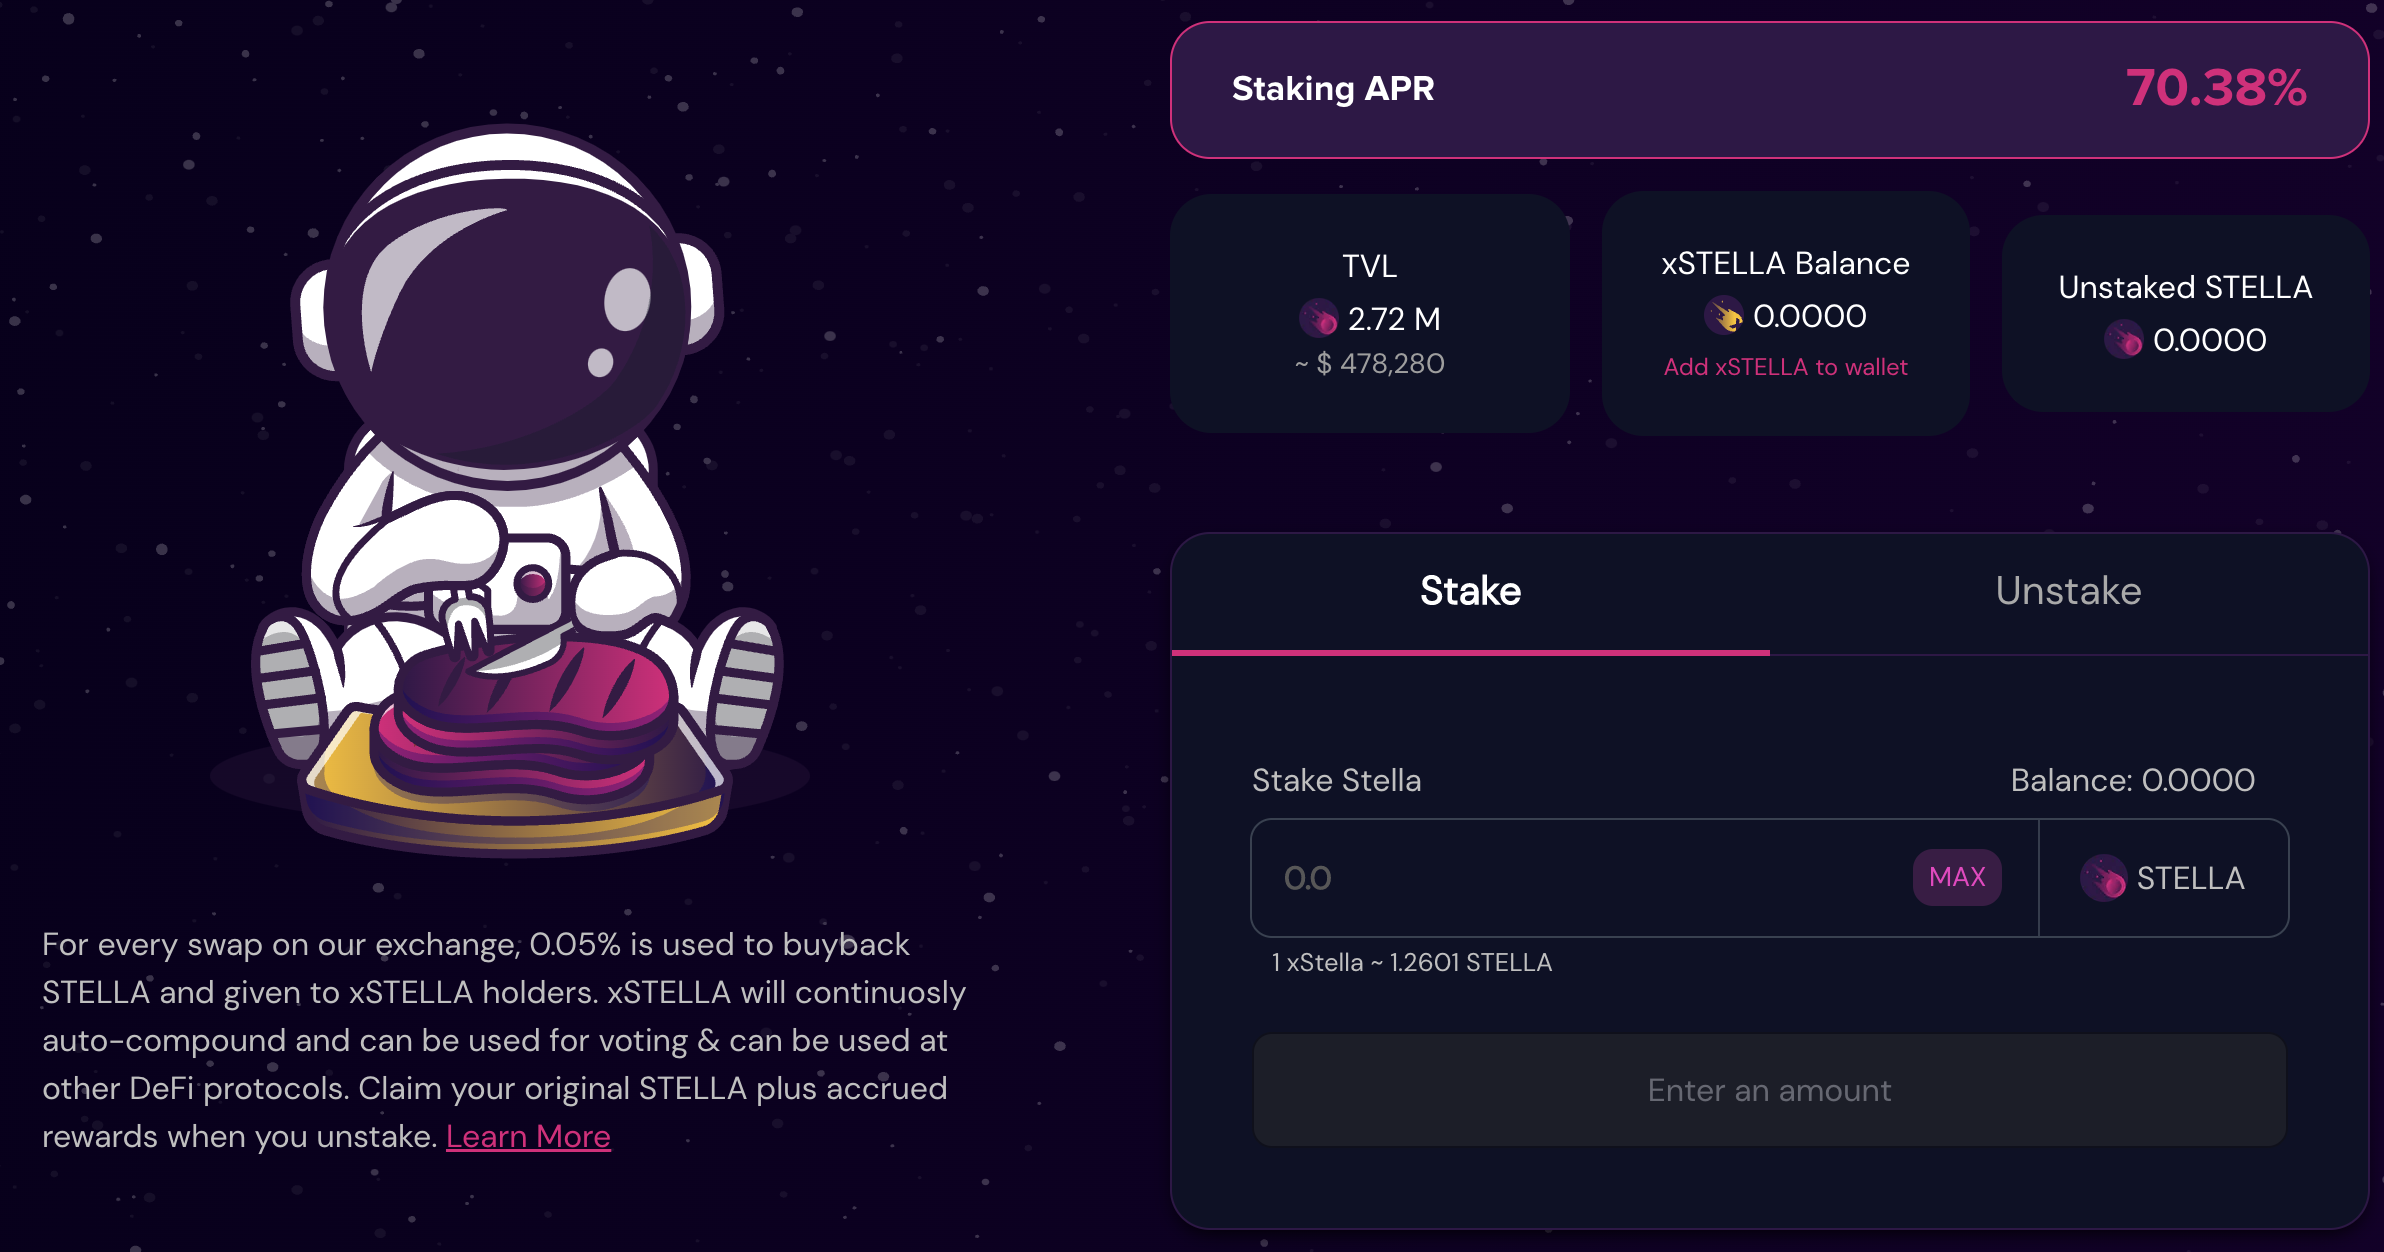 Staking APR
70.38%
TVL
2.72 M
~ $ 478,280
xSTELLA Balance
0.0000
Add xSTELLA to wallet
Unstaked STELLA
0.0000
Stake
Unstake
Stake Stella
Balance: 0.0000
0.0
MAX
STELLA
1 xStella ~ 1.2601 STELLA
Enter an amount
For every swap on our exchange, 0.05% is used to buyback
STELLA and given to xSTELLA holders. xSTELLA will continuosly
auto-compound and can be used for voting & can be used at
other DeFi protocols. Claim your original STELLA plus accrued
rewards when you unstake. Learn More